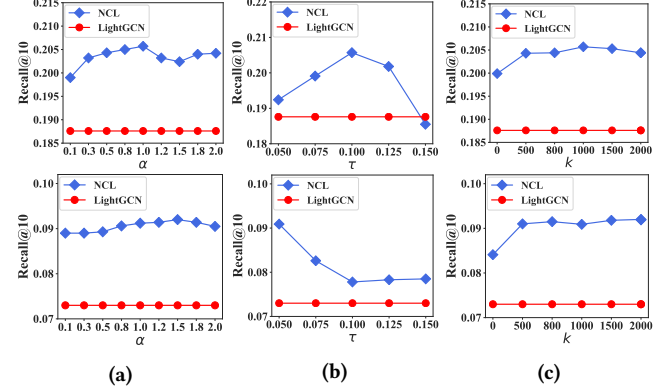 0.215
0.210
0.205
0.200
0.195
0.190
0.185
Recall@10
NCL
LightGCN
0.1 0.3 0.5 0.8 1.0 1.2 1.5 1.8 2.0
α
0.22
0.21
0.20
0.19
0.18
Recall@10
NCL
LightGCN
0.050 0.075 0.100 0.125 0.150
τ
0.215
0.210
0.205
0.200
0.195
0.190
0.185
Recall@10
NCL
LightGCN
0 500 800 1000 1500 2000
k
0.10
0.09
0.08
0.07
Recall@10
NCL
LightGCN
0.1 0.3 0.5 0.8 1.0 1.2 1.5 1.8 2.0
α
0.10
0.09
0.08
0.07
Recall@10
NCL
LightGCN
0.050 0.075 0.100 0.125 0.150
τ
0.10
0.09
0.08
0.07
Recall@10
NCL
LightGCN
0 500 800 1000 1500 2000
k
(a)
(b)
(c)